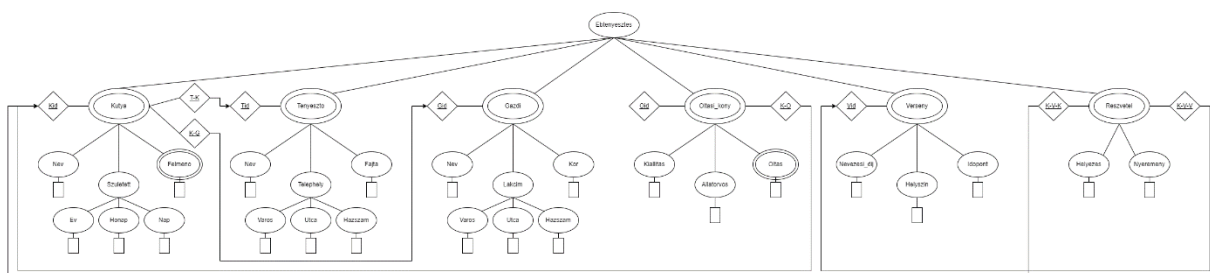 Ebtenyesztes
Kid
Kutya
T-K
Tid
Tenyeszto
Gid
Gazdi
Oid
Oltasi_kony
K-O
Vid
Verseny
K-V-K
Reszvetel
K-V-V
K-G
Nev
Felmeno
Nev
Fajta
Nev
Kor
Kiallitas
Oltas
Nevezesi_dij
Idopont
Helyezes
Nyeremeny
Szuletett
Telephely
Lakcim
Allatorvos
Helyszin
Ev
Honap
Nap
Varos
Utca
Hazszam
Varos
Utca
Hazszam